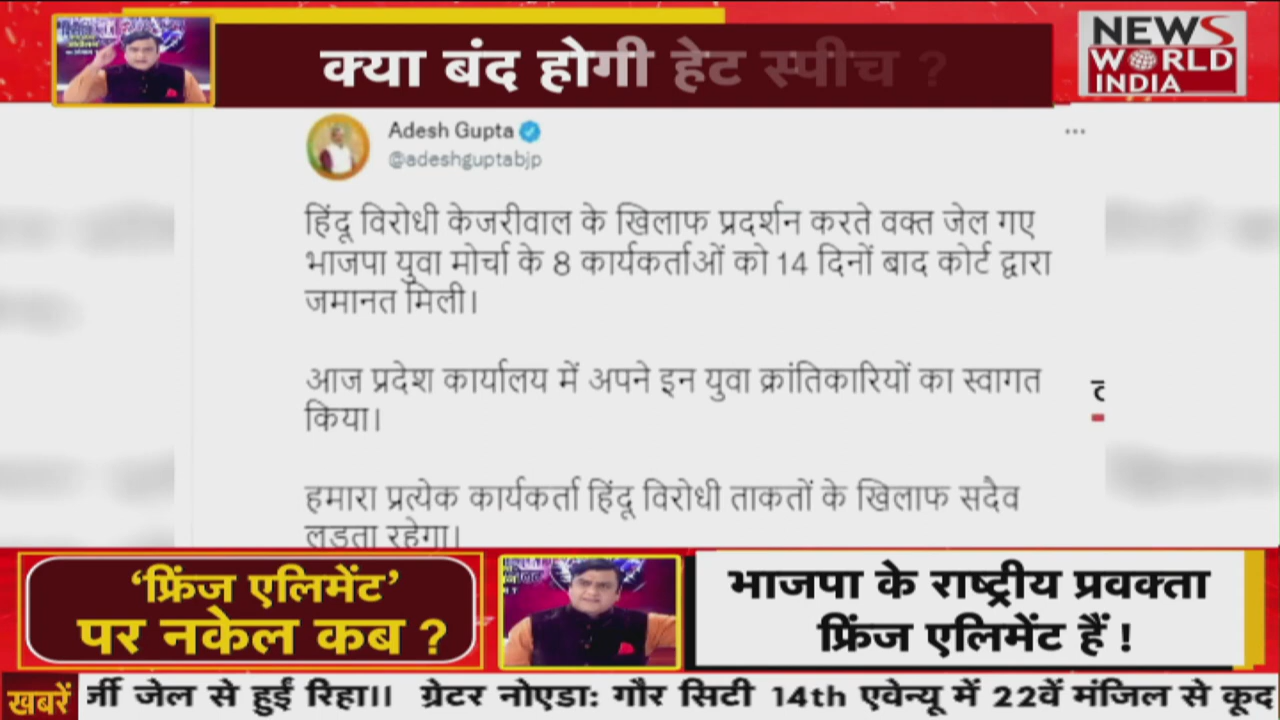 क्या बंद होगी हेट स्पीच ?
NEWS
WORLD
INDIA
Adesh Gupta
@adeshguptabjp
हिंदू विरोधी केजरीवाल के खिलाफ प्रदर्शन करते वक्त जेल गए
भाजपा युवा मोर्चा के 8 कार्यकर्ताओं को 14 दिनों बाद कोर्ट द्वारा
जमानत मिली।
आज प्रदेश कार्यालय में अपने इन युवा क्रांतिकारियों का स्वागत
किया।
हमारा प्रत्येक कार्यकर्ता हिंदू विरोधी ताकतों के खिलाफ सदैव
लड़ता रहेगा।
‘फ्रिंज एलिमेंट’
पर नकेल कब ?
भाजपा के राष्ट्रीय प्रवक्ता
फ्रिंज एलिमेंट हैं !
खबरें र्जी जेल से हुईं रिहा।। ग्रेटर नोएडा: गौर सिटी 14th एवेन्यू में 22वें मंजिल से कूद